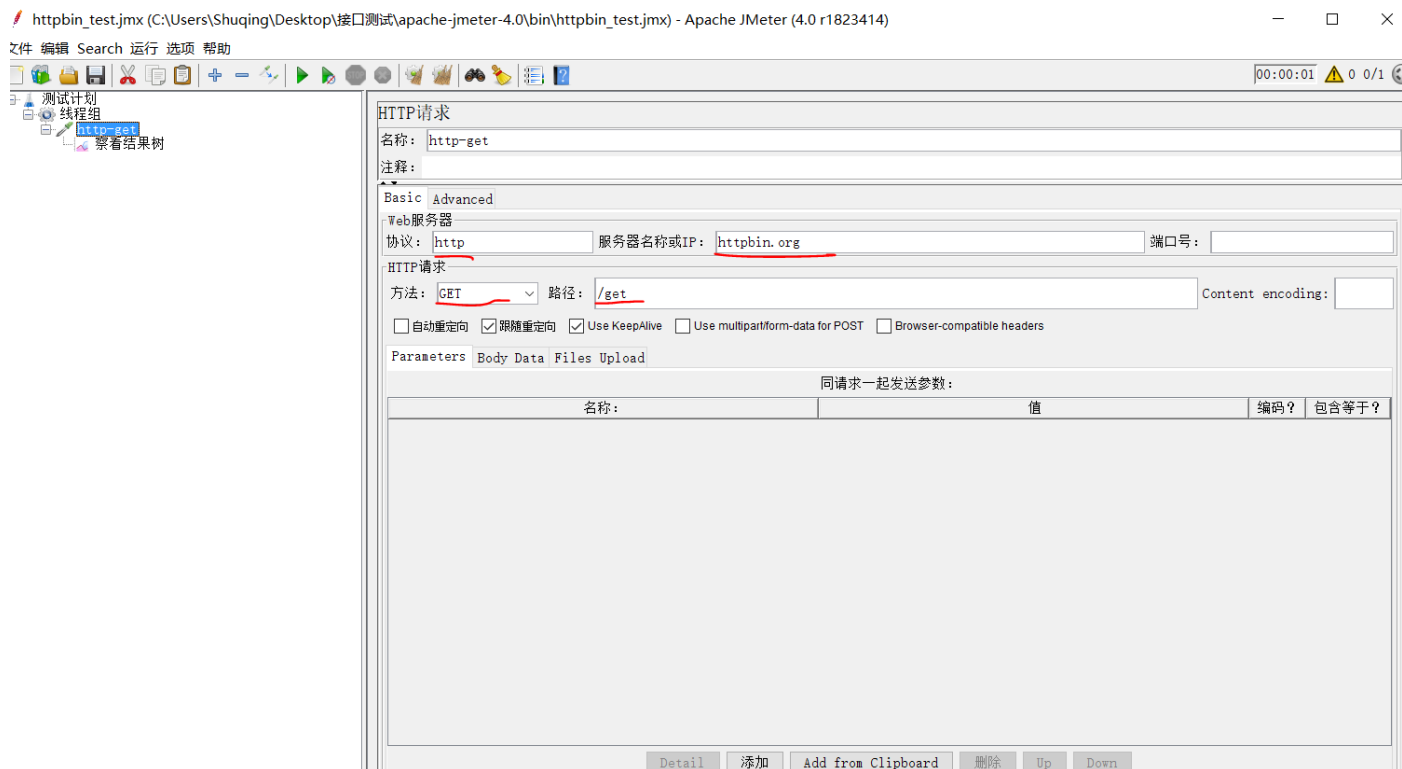 httpbin_test.jmx (C:\Users\Shuqing\Desktop\接口测试\apache-jmeter-4.0\bin\httpbin_test.jmx) - Apache JMeter (4.0 r1823414)
文件 编辑 Search 运行 选项 帮助
00:00:01 0 0/1
测试计划
线程组
http-get
察看结果树
HTTP请求
名称: http-get
注释:
Basic Advanced
Web服务器
协议: http 服务器名称或IP: httpbin.org 端口号:
HTTP请求
方法: GET 路径: /get Content encoding:
自动重定向 跟随重定向 Use KeepAlive Use multipart/form-data for POST Browser-compatible headers
Parameters Body Data Files Upload
同请求一起发送参数:
名称: 值 编码? 包含等于?
Detail 添加 Add from Clipboard 删除 Up Down